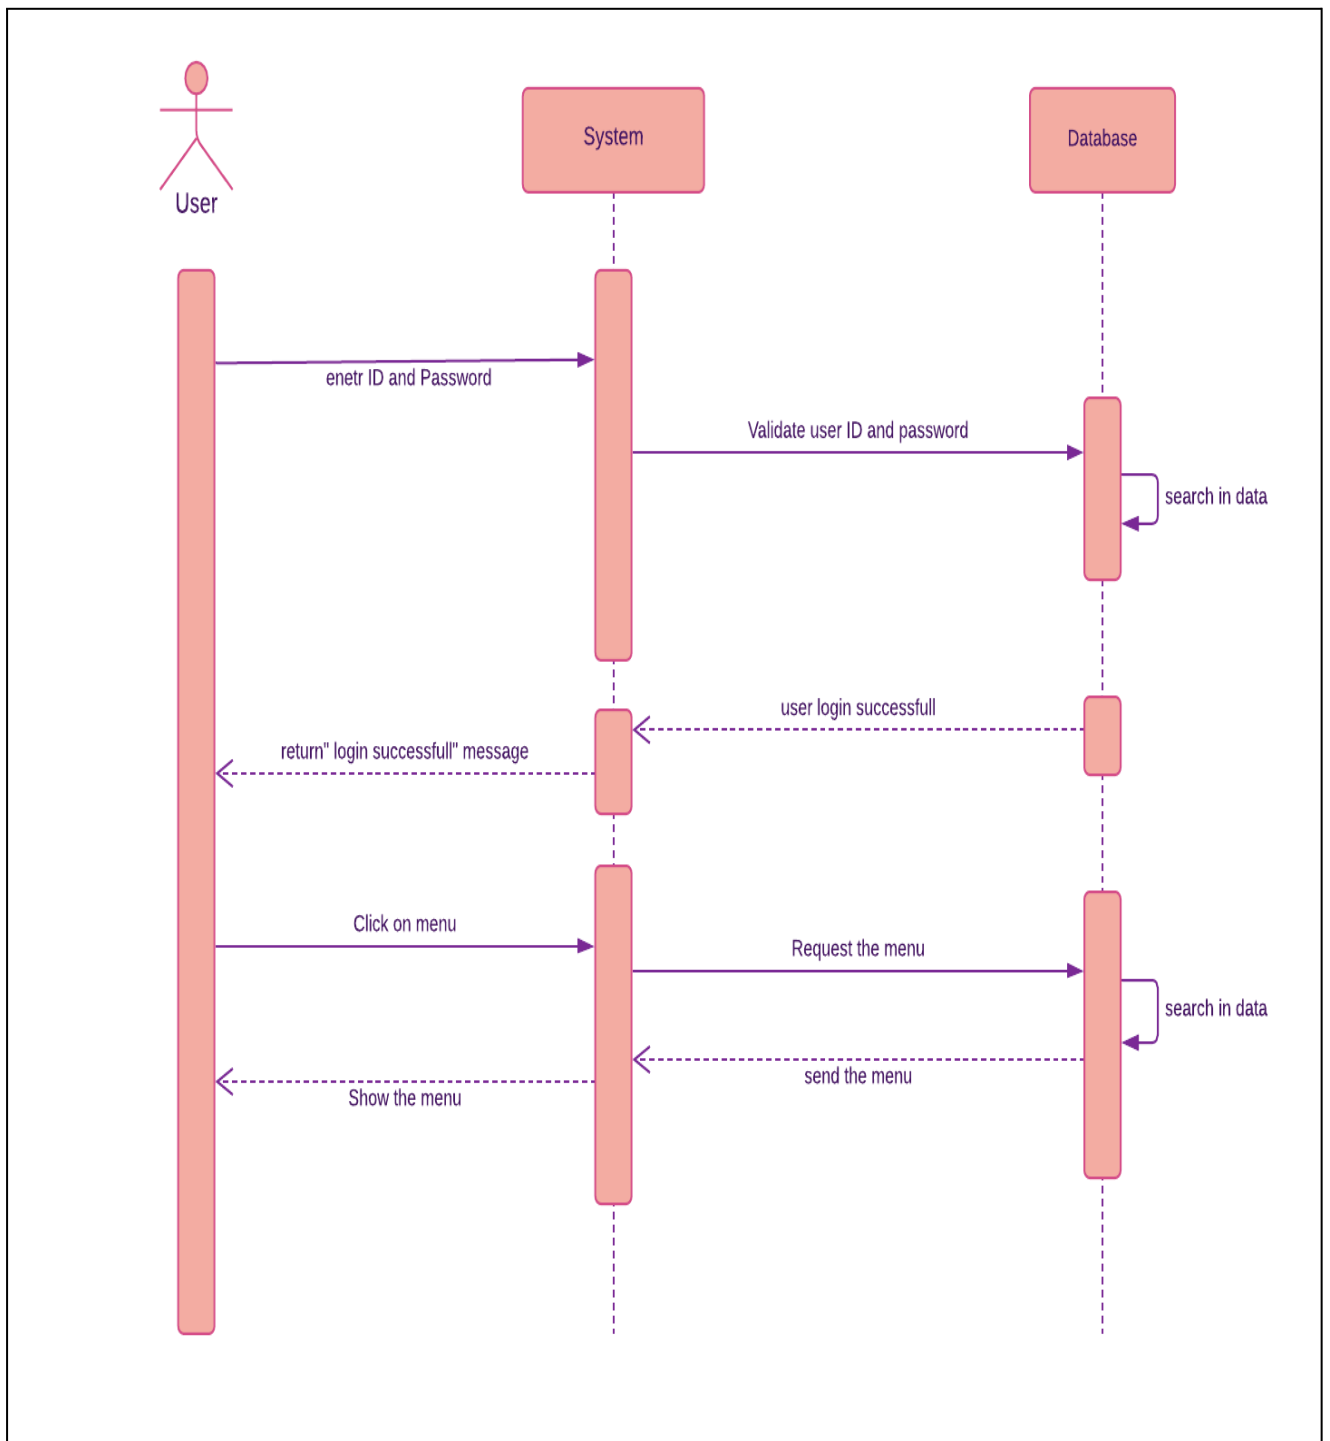 User
System
Database
enetr ID and Password
Validate user ID and password
search in data
user login successfull
return" login successfull" message
Click on menu
Request the menu
search in data
send the menu
Show the menu